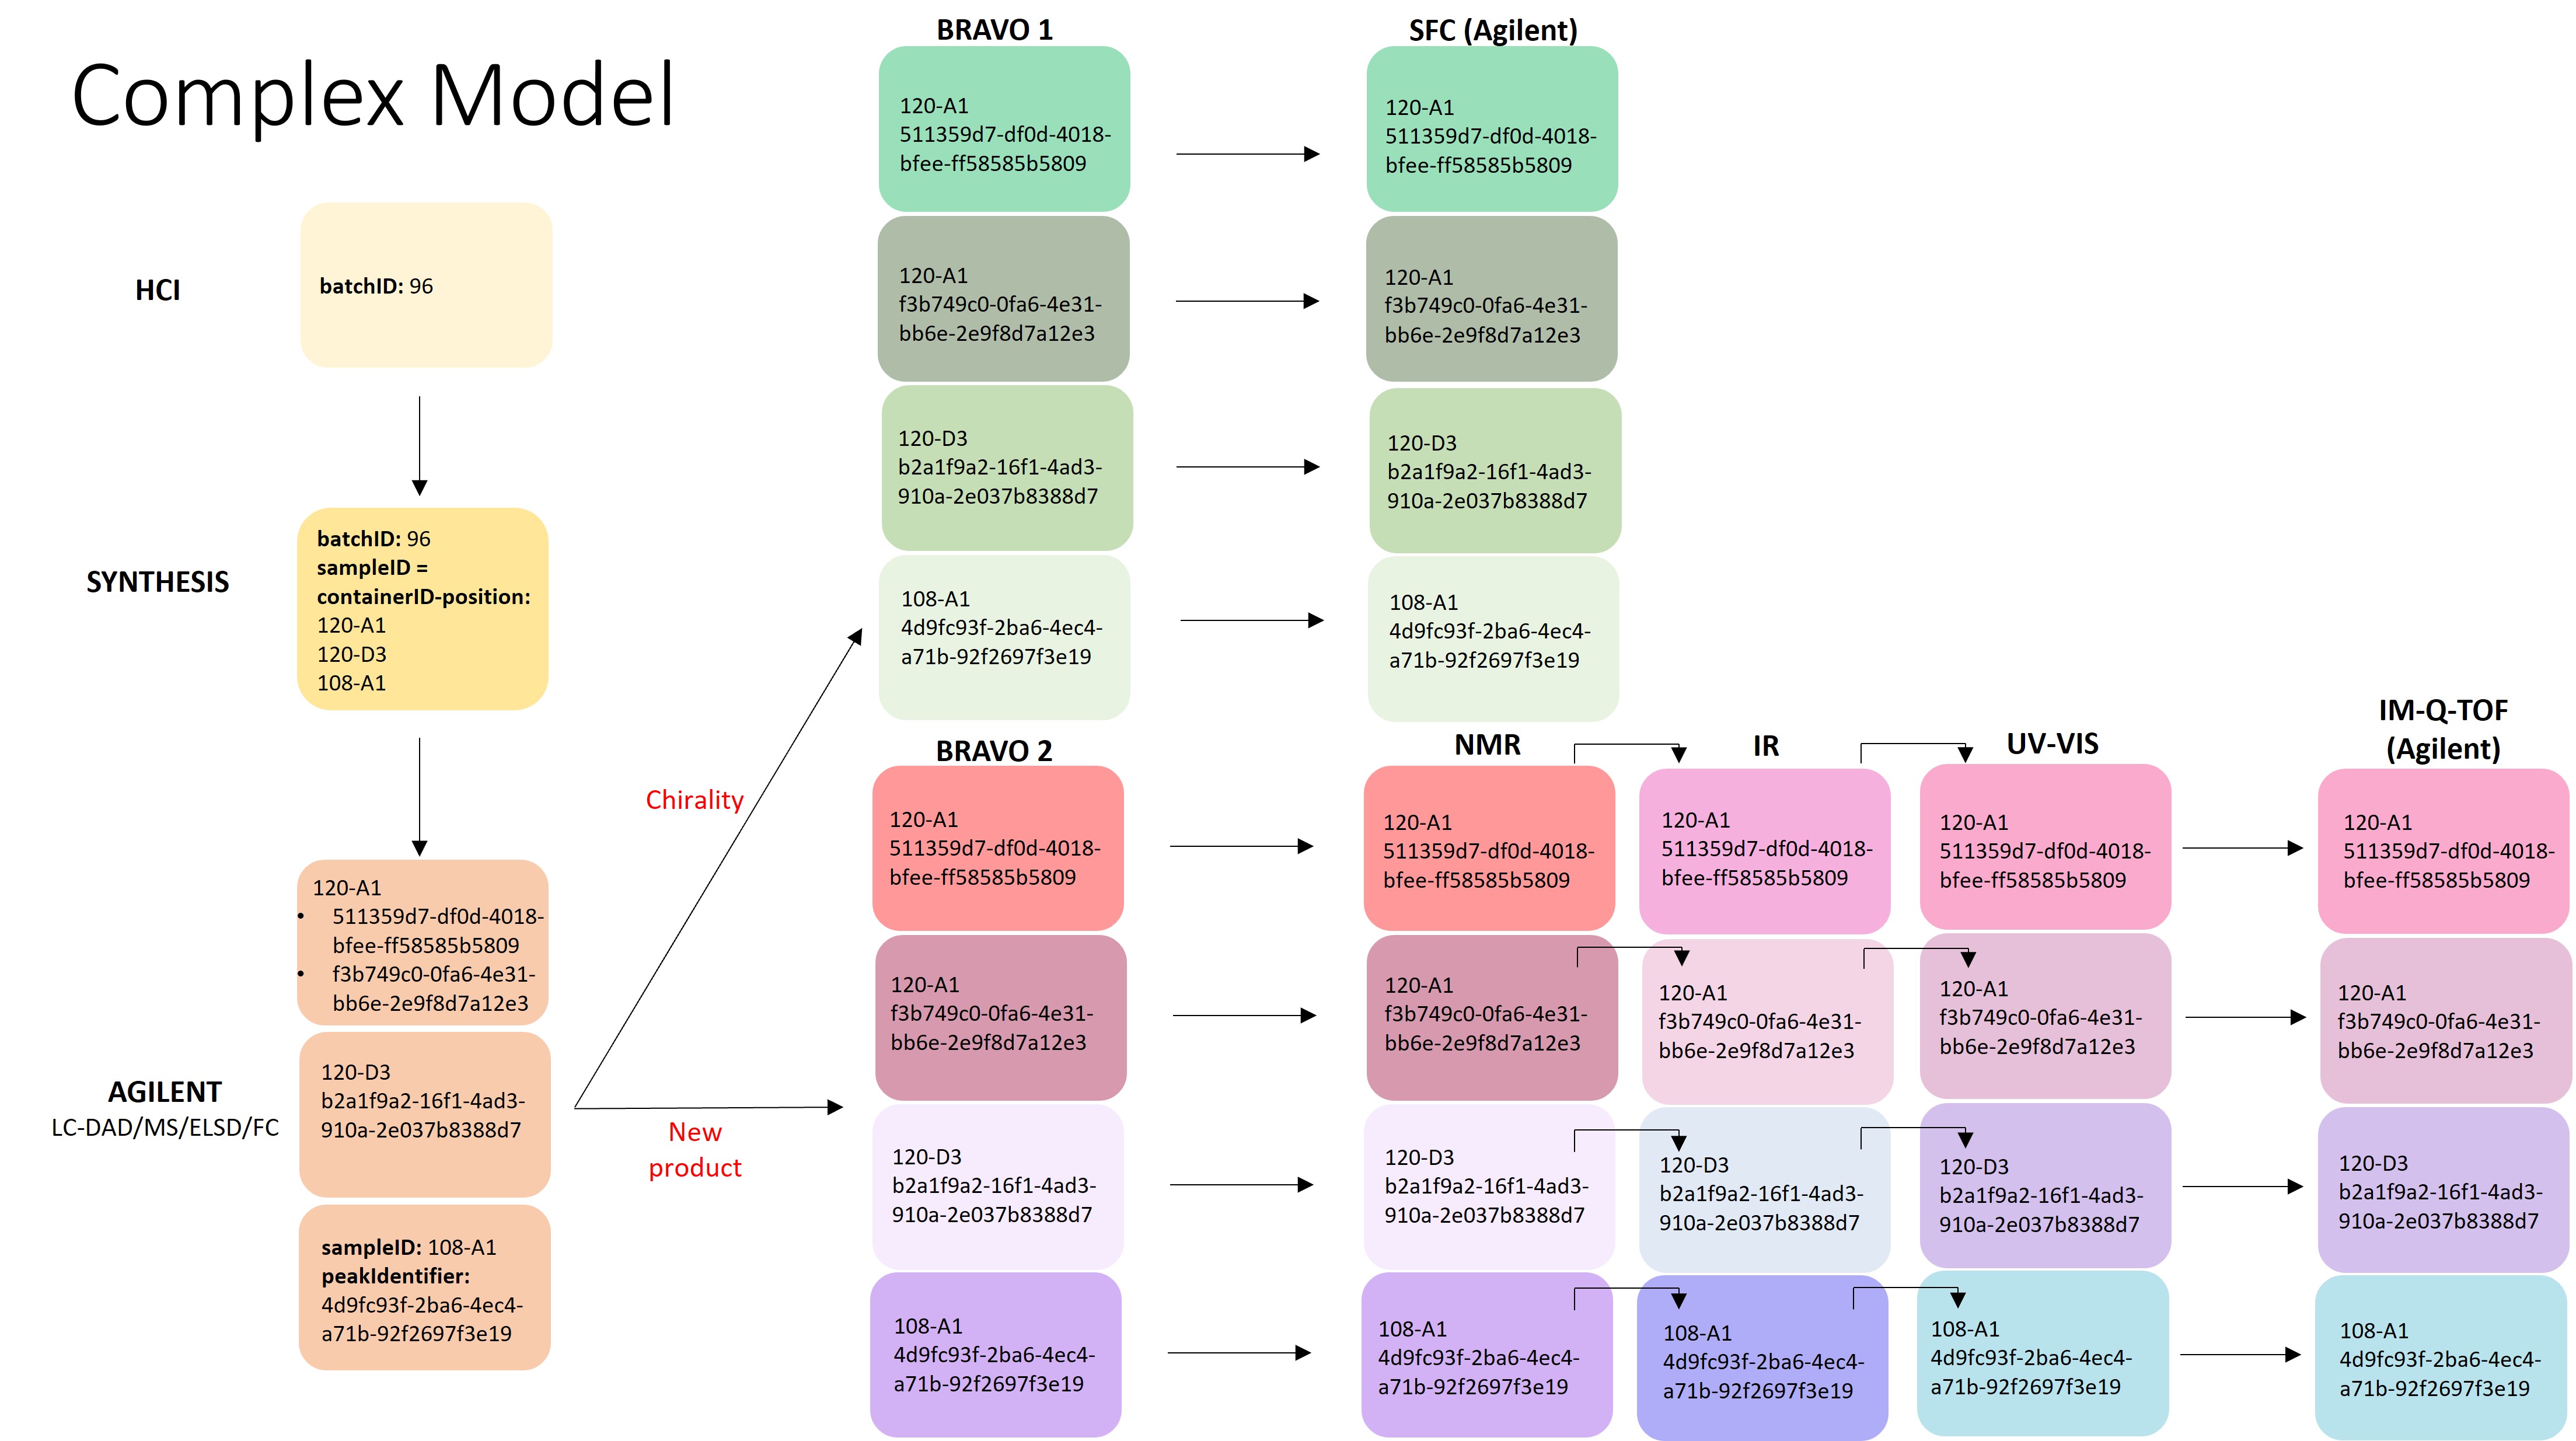 Complex Model
HCI
batchID: 96
SYNTHESIS
batchID: 96
sampleID =
containerID-position:
120-A1
120-D3
108-A1
AGILENT
LC-DAD/MS/ELSD/FC
120-A1
• 511359d7-df0d-4018-
bfee-ff58585b5809
• f3b749c0-0fa6-4e31-
bb6e-2e9f8d7a12e3
120-D3
b2a1f9a2-16f1-4ad3-
910a-2e037b8388d7
sampleID: 108-A1
peakIdentifier:
4d9fc93f-2ba6-4ec4-
a71b-92f2697f3e19
Chirality
New
product
BRAVO 1
120-A1
511359d7-df0d-4018-
bfee-ff58585b5809
120-A1
f3b749c0-0fa6-4e31-
bb6e-2e9f8d7a12e3
120-D3
b2a1f9a2-16f1-4ad3-
910a-2e037b8388d7
108-A1
4d9fc93f-2ba6-4ec4-
a71b-92f2697f3e19
SFC (Agilent)
120-A1
511359d7-df0d-4018-
bfee-ff58585b5809
120-A1
f3b749c0-0fa6-4e31-
bb6e-2e9f8d7a12e3
120-D3
b2a1f9a2-16f1-4ad3-
910a-2e037b8388d7
108-A1
4d9fc93f-2ba6-4ec4-
a71b-92f2697f3e19
BRAVO 2
120-A1
511359d7-df0d-4018-
bfee-ff58585b5809
120-A1
f3b749c0-0fa6-4e31-
bb6e-2e9f8d7a12e3
120-D3
b2a1f9a2-16f1-4ad3-
910a-2e037b8388d7
108-A1
4d9fc93f-2ba6-4ec4-
a71b-92f2697f3e19
NMR
120-A1
511359d7-df0d-4018-
bfee-ff58585b5809
120-A1
f3b749c0-0fa6-4e31-
bb6e-2e9f8d7a12e3
120-D3
b2a1f9a2-16f1-4ad3-
910a-2e037b8388d7
108-A1
4d9fc93f-2ba6-4ec4-
a71b-92f2697f3e19
IR
120-A1
511359d7-df0d-4018-
bfee-ff58585b5809
120-A1
f3b749c0-0fa6-4e31-
bb6e-2e9f8d7a12e3
120-D3
b2a1f9a2-16f1-4ad3-
910a-2e037b8388d7
108-A1
4d9fc93f-2ba6-4ec4-
a71b-92f2697f3e19
UV-VIS
120-A1
511359d7-df0d-4018-
bfee-ff58585b5809
120-A1
f3b749c0-0fa6-4e31-
bb6e-2e9f8d7a12e3
120-D3
b2a1f9a2-16f1-4ad3-
910a-2e037b8388d7
108-A1
4d9fc93f-2ba6-4ec4-
a71b-92f2697f3e19
IM-Q-TOF
(Agilent)
120-A1
511359d7-df0d-4018-
bfee-ff58585b5809
120-A1
f3b749c0-0fa6-4e31-
bb6e-2e9f8d7a12e3
120-D3
b2a1f9a2-16f1-4ad3-
910a-2e037b8388d7
108-A1
4d9fc93f-2ba6-4ec4-
a71b-92f2697f3e19